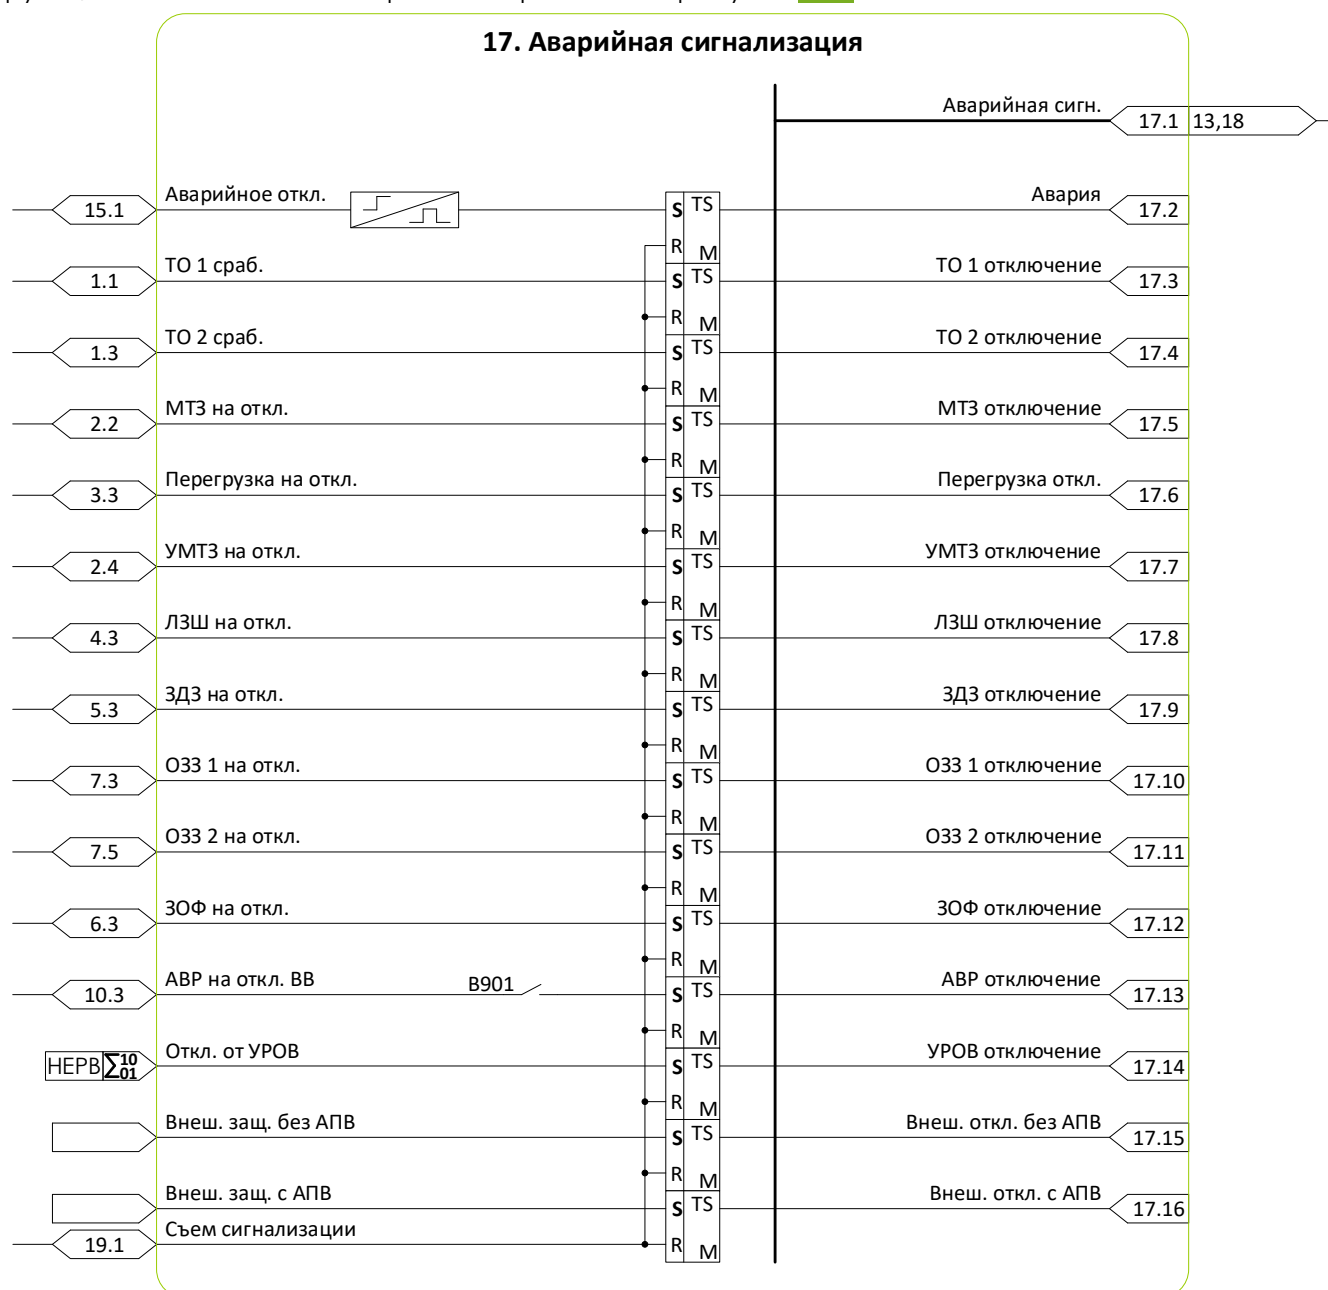 17. Аварийная сигнализация
Аварийная сигн. 17.1 13,18
15.1 Аварийное откл. S TS Авария 17.2
R M
1.1 ТО 1 сраб. S TS ТО 1 отключение 17.3
R M
1.3 ТО 2 сраб. S TS ТО 2 отключение 17.4
R M
2.2 МТЗ на откл. S TS МТЗ отключение 17.5
R M
3.3 Перегрузка на откл. S TS Перегрузка откл. 17.6
R M
2.4 УМТЗ на откл. S TS УМТЗ отключение 17.7
R M
4.3 ЛЗШ на откл. S TS ЛЗШ отключение 17.8
R M
5.3 ЗДЗ на откл. S TS ЗДЗ отключение 17.9
R M
7.3 ОЗЗ 1 на откл. S TS ОЗЗ 1 отключение 17.10
R M
7.5 ОЗЗ 2 на откл. S TS ОЗЗ 2 отключение 17.11
R M
6.3 ЗОФ на откл. S TS ЗОФ отключение 17.12
R M
10.3 АВР на откл. ВВ В901 S TS АВР отключение 17.13
R M
НЕРВ Σ 10 01 Откл. от УРОВ S TS УРОВ отключение 17.14
R M
Внеш. защ. без АПВ S TS Внеш. откл. без АПВ 17.15
R M
Внеш. защ. с АПВ S TS Внеш. откл. с АПВ 17.16
19.1 Съем сигнализации R M